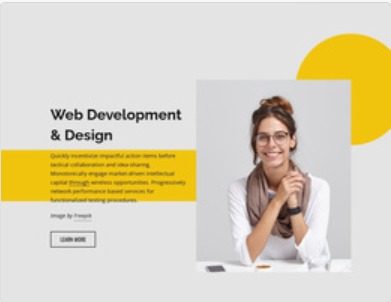 Web Development
& Design
Quickly incentivize impactful action items before
tactical collaboration and idea-sharing.
Monotonically engage market-driven intellectual
capital through wireless opportunities. Progressively
network performance based services for
functionalized testing procedures.
Image by Freepik
LEARN MORE